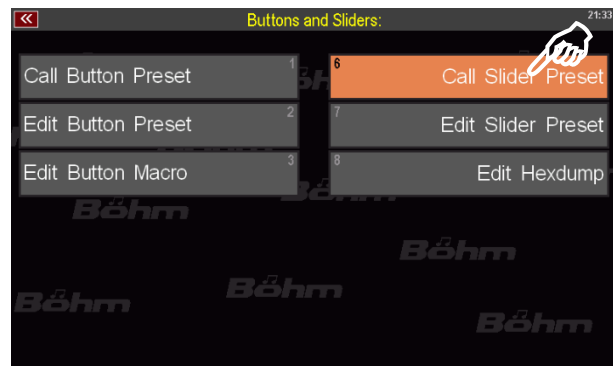 Buttons and Sliders:
21:33
Call Button Preset 1
6 Call Slider Preset
Edit Button Preset 2
7 Edit Slider Preset
Edit Button Macro 3
8 Edit Hexdump
Böhm
Böhm
Böhm
Böhm
Böhm